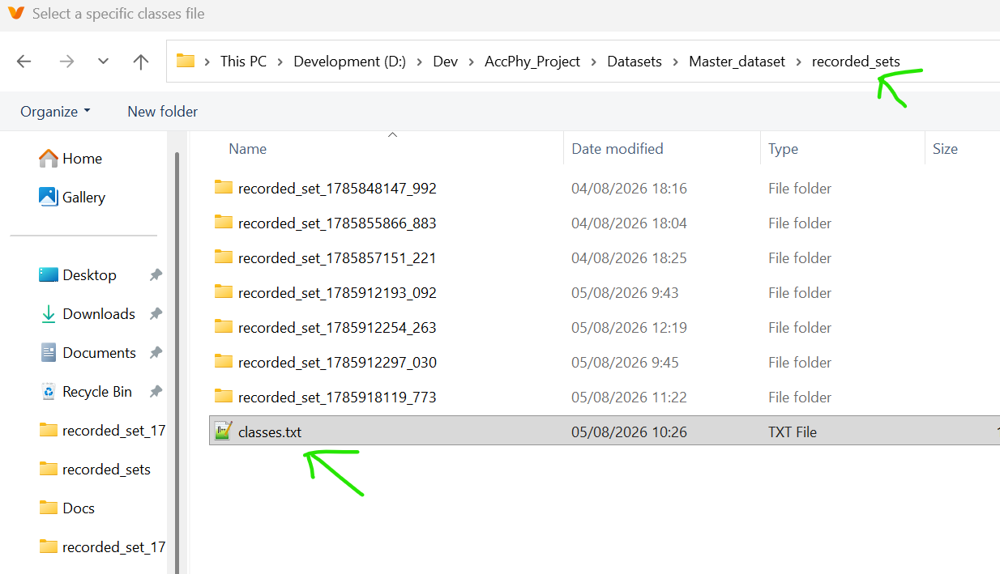 Select a specific classes file
This PC > Development (D:) > Dev > AccPhy_Project > Datasets > Master_dataset > recorded_sets
Organize New folder
Name Date modified Type Size
Home
Gallery
Desktop
Downloads
Documents
Recycle Bin
recorded_set_17
recorded_sets
Docs
recorded_set_17
recorded_set_1785848147_992 04/08/2026 18:16 File folder
recorded_set_1785855866_883 04/08/2026 18:04 File folder
recorded_set_1785857151_221 04/08/2026 18:25 File folder
recorded_set_1785912193_092 05/08/2026 9:43 File folder
recorded_set_1785912254_263 05/08/2026 12:19 File folder
recorded_set_1785912297_030 05/08/2026 9:45 File folder
recorded_set_1785918119_773 05/08/2026 11:22 File folder
classes.txt 05/08/2026 10:26 TXT File